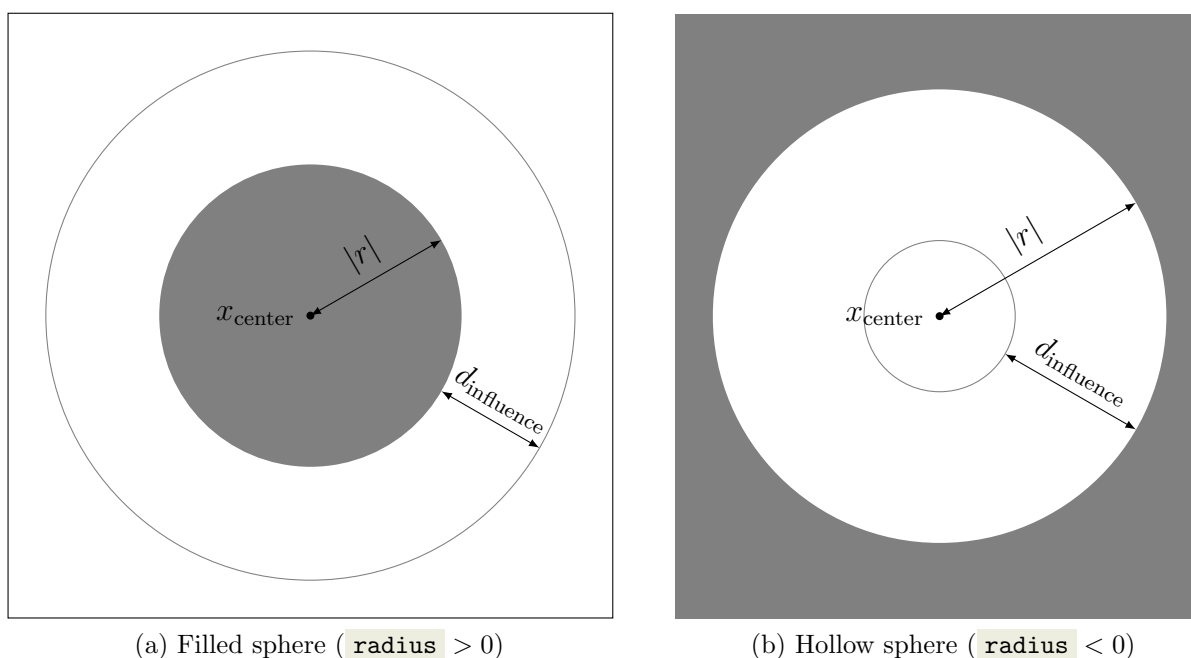 |r|
x_center
d_influence
(a) Filled sphere ( radius > 0)
|r|
x_center
d_influence
(b) Hollow sphere ( radius < 0)